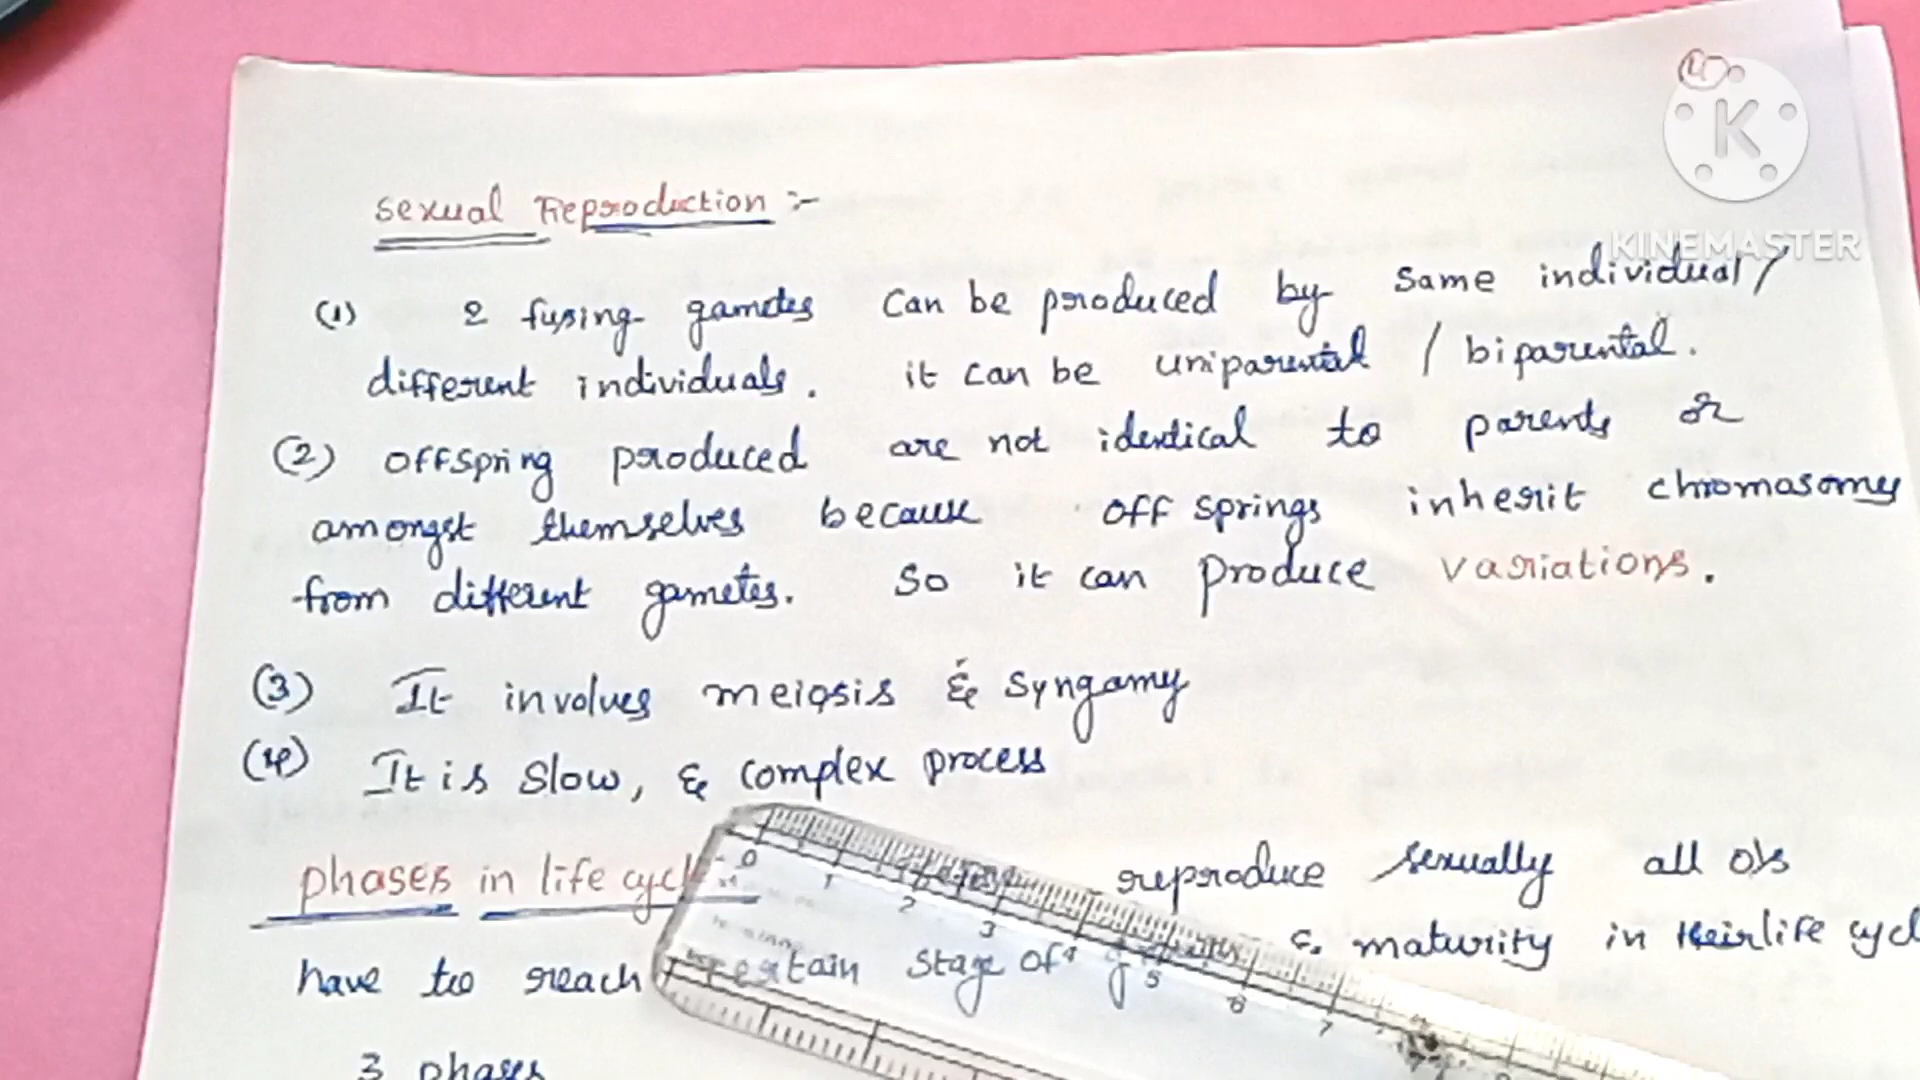 KINEMASTER
Sexual Reproduction :-
(1) 2 fusing gametes can be produced by same individual /
different individuals. it can be uniparental / biparental.
(2) offspring produced are not identical to parents or
amongst themselves because off springs inherit chromosomes
from different gametes. So it can produce variations.
(3) It involves meiosis & syngamy
(4) It is slow, & complex process
phases in life cycle reproduce sexually all o/s
have to reach certain stage of & maturity in their life cycl
3 phases